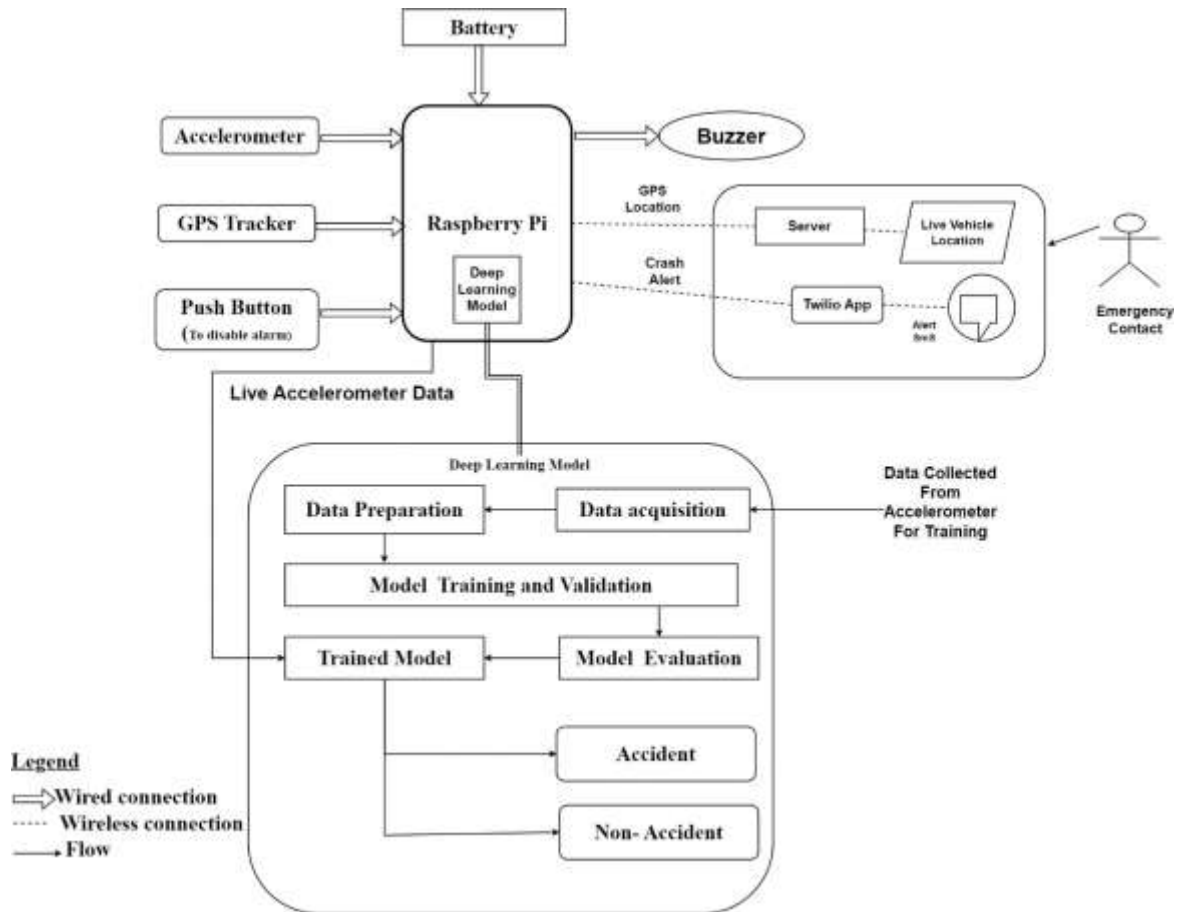 Battery
Accelerometer
Buzzer
GPS Tracker
Raspberry Pi
GPS
Location
Server
Live Vehicle
Location
Deep
Learning
Model
Crash
Alert
Twilio App
Alert
Push Button
(To disable alarm)
Emergency
Contact
Live Accelerometer Data
Deep Learning Model
Data Preparation
Data acquisition
Data Collected
From
Accelerometer
For Training
Model Training and Validation
Trained Model
Model Evaluation
Accident
Non- Accident
Legend
Wired connection
Wireless connection
Flow